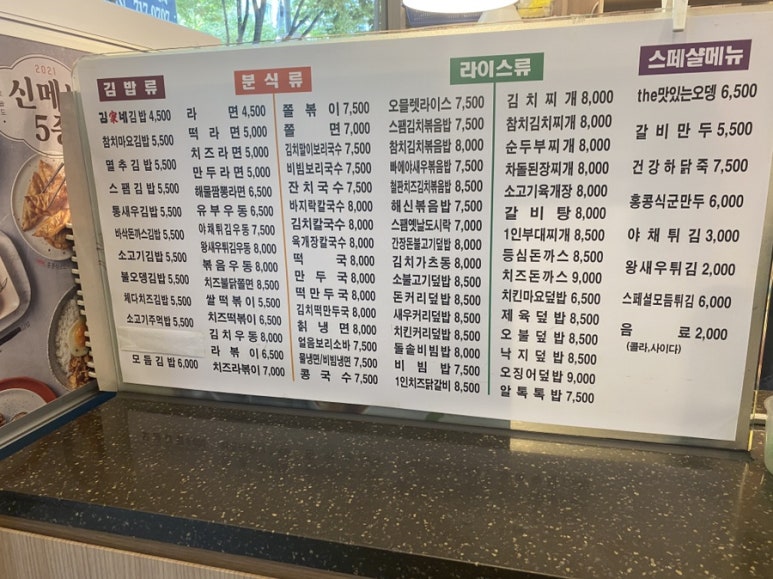 2021
신메
5종
김밥류
김家네김밥 4,500
참치마요김밥 5,500
멸추김밥 5,500
스팸김밥 5,500
통새우김밥 5,500
바석돈까스김밥 5,500
소고기김밥 5,500
불오뎅김밥 5,500
체다치즈김밥 5,500
소고기주먹밥 5,500
모듬김밥 6,000
분식류
라면 4,500
떡라면 5,000
치즈라면 5,000
만두라면 5,000
해물짬뽕라면 6,500
유부우동 6,500
야채튀김우동 7,500
왕새우튀김우동 8,000
볶음우동 8,000
치즈불닭쫄면 8,500
쌀떡볶이 5,500
치즈떡볶이 6,500
김치우동 8,000
라볶이 6,500
치즈라볶이 7,000
쫄볶이 7,500
쫄면 7,000
김치말이보리국수 7,500
비빔보리국수 7,500
잔치국수 7,500
바지락칼국수 8,000
김치칼국수 8,000
육개장칼국수 8,000
떡국 8,000
만두국 8,000
떡만두국 8,000
김치떡만두국 8,000
칡냉면 8,000
얼음보리소바 7,500
물냉면/비빔냉면 7,500
콩국수 7,500
라이스류
오믈렛라이스 7,500
스팸김치볶음밥 7,500
참치김치볶음밥 8,000
빠에야새우볶음밥 7,500
철판치즈김치볶음밥 8,500
해신볶음밥 7,500
스팸옛날도시락 7,000
간장돈불고기덮밥 8,000
김치가츠동 8,000
소불고기덮밥 8,500
돈커리덮밥 8,500
새우커리덮밥 8,500
치킨커리덮밥 8,500
돌솥비빔밥 8,000
비빔밥 7,500
1인치즈닭갈비 8,500
김치찌개 8,000
참치김치찌개 8,000
순두부찌개 8,000
차돌된장찌개 8,000
소고기육개장 8,000
갈비탕 8,000
1인부대찌개 8,500
등심돈까스 8,500
치즈돈까스 9,000
치킨마요덮밥 6,500
제육덮밥 8,500
오불덮밥 8,500
낙지덮밥 8,500
오징어덮밥 9,000
알톡톡밥 7,500
스페셜메뉴
the맛있는오뎅 6,500
갈비만두 5,500
건강하닭죽 7,500
홍콩식군만두 6,000
야채튀김 3,000
왕새우튀김 2,000
스페셜모듬튀김 6,000
음료 2,000
(콜라,사이다)